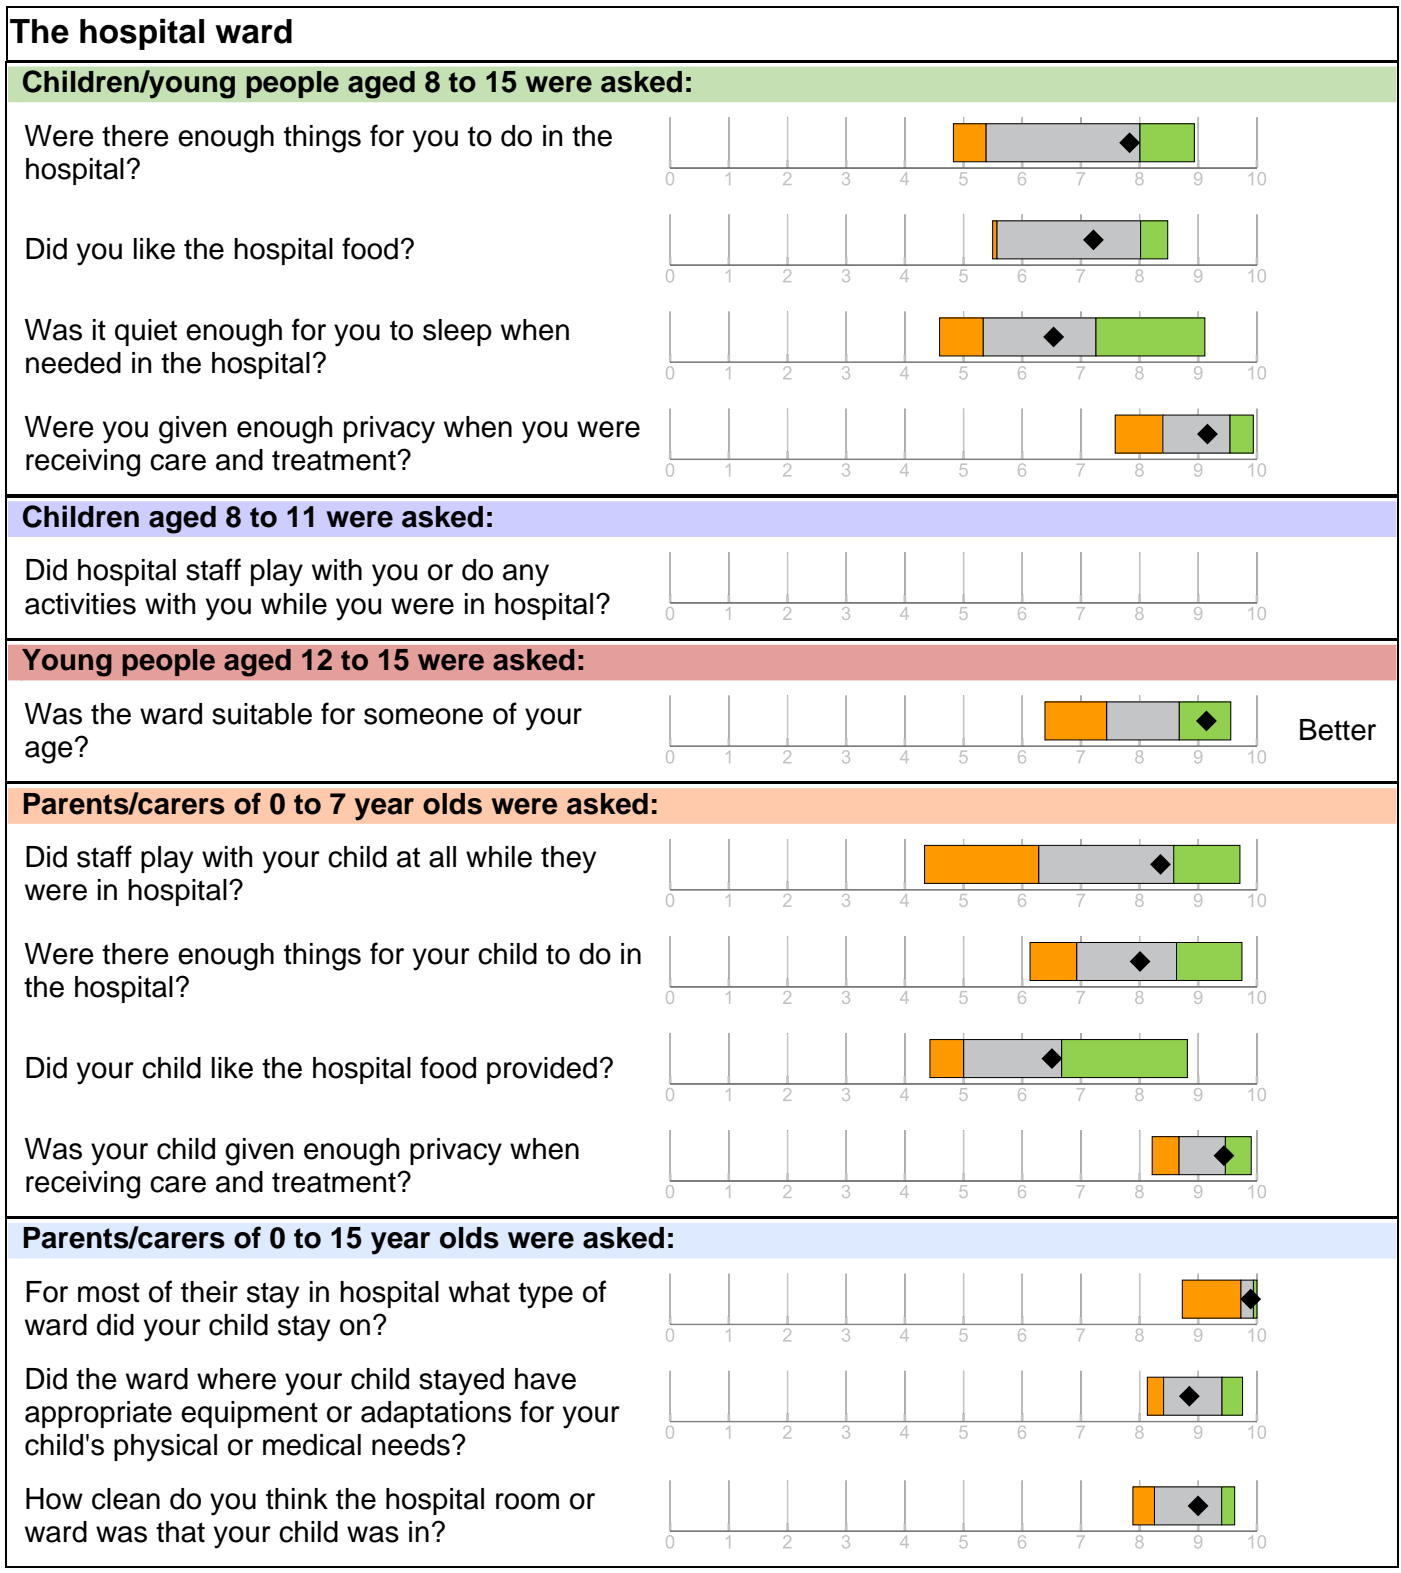 The hospital ward
Children/young people aged 8 to 15 were asked:
Were there enough things for you to do in the
hospital?
0 1 2 3 4 5 6 7 8 9 10
Did you like the hospital food?
0 1 2 3 4 5 6 7 8 9 10
Was it quiet enough for you to sleep when
needed in the hospital?
0 1 2 3 4 5 6 7 8 9 10
Were you given enough privacy when you were
receiving care and treatment?
0 1 2 3 4 5 6 7 8 9 10
Children aged 8 to 11 were asked:
Did hospital staff play with you or do any
activities with you while you were in hospital?
0 1 2 3 4 5 6 7 8 9 10
Young people aged 12 to 15 were asked:
Was the ward suitable for someone of your
age?
0 1 2 3 4 5 6 7 8 9 10
Better
Parents/carers of 0 to 7 year olds were asked:
Did staff play with your child at all while they
were in hospital?
0 1 2 3 4 5 6 7 8 9 10
Were there enough things for your child to do in
the hospital?
0 1 2 3 4 5 6 7 8 9 10
Did your child like the hospital food provided?
0 1 2 3 4 5 6 7 8 9 10
Was your child given enough privacy when
receiving care and treatment?
0 1 2 3 4 5 6 7 8 9 10
Parents/carers of 0 to 15 year olds were asked:
For most of their stay in hospital what type of
ward did your child stay on?
0 1 2 3 4 5 6 7 8 9 10
Did the ward where your child stayed have
appropriate equipment or adaptations for your
child's physical or medical needs?
0 1 2 3 4 5 6 7 8 9 10
How clean do you think the hospital room or
ward was that your child was in?
0 1 2 3 4 5 6 7 8 9 10